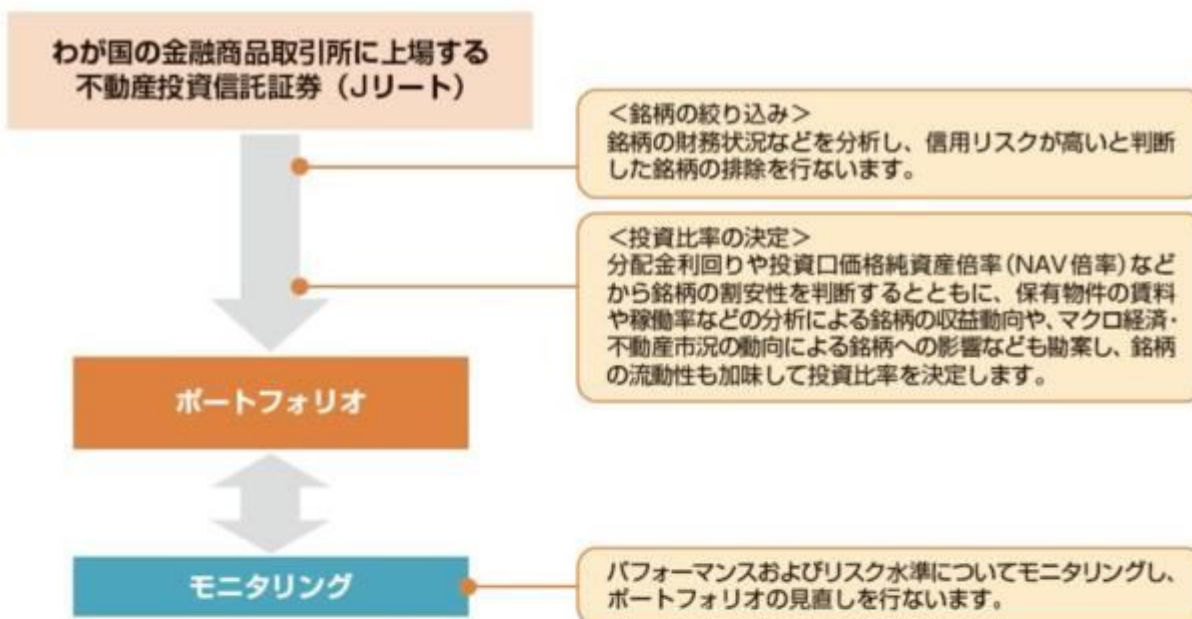 わが国の金融商品取引所に上場する
不動産投資信託証券（Jリート）
＜銘柄の絞り込み＞
銘柄の財務状況などを分析し、信用リスクが高いと判断
した銘柄の排除を行ないます。
＜投資比率の決定＞
分配金利回りや投資口価格純資産倍率（NAV倍率）など
から銘柄の割安性を判断するとともに、保有物件の賃料
や稼働率などの分析による銘柄の収益動向や、マクロ経済・
不動産市況の動向による銘柄への影響なども勘案し、銘柄
の流動性も加味して投資比率を決定します。
ポートフォリオ
モニタリング
パフォーマンスおよびリスク水準についてモニタリングし、
ポートフォリオの見直しを行ないます。